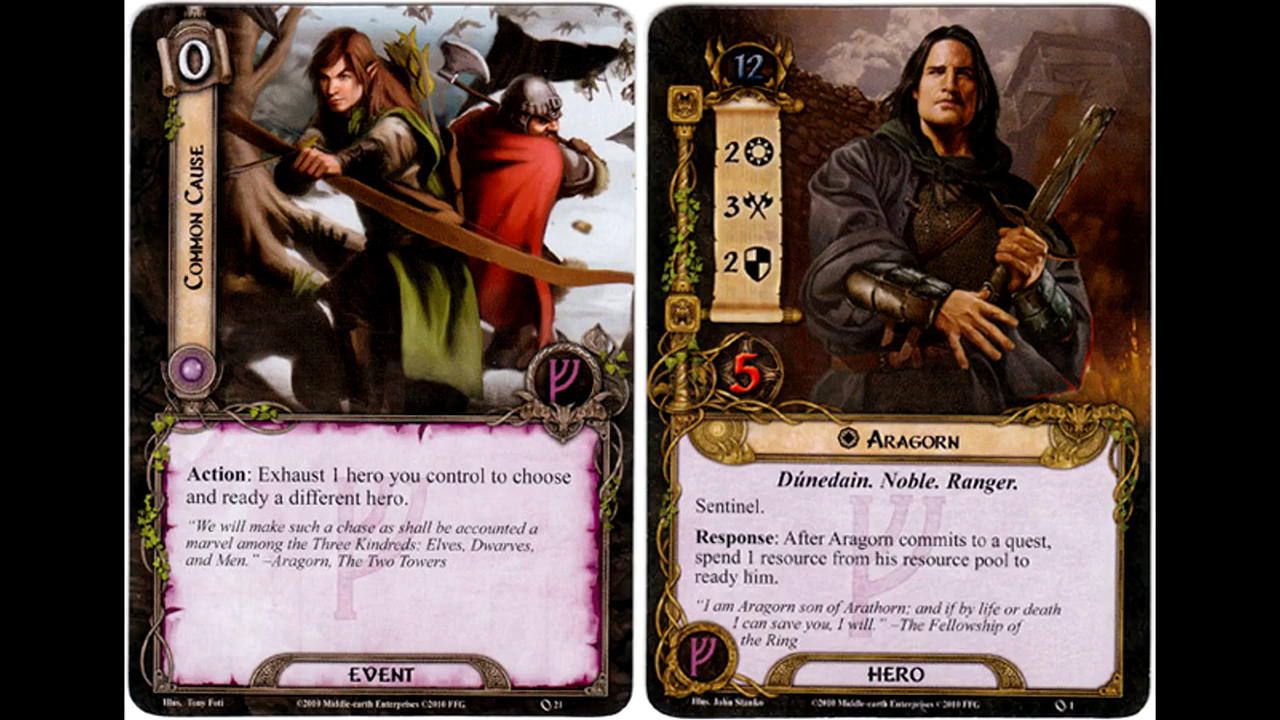 0
COMMON CAUSE
Action: Exhaust 1 hero you control to choose
and ready a different hero.
“We will make such a chase as shall be accounted a
marvel among the Three Kindreds: Elves, Dwarves,
and Men.” –Aragorn, The Two Towers
EVENT
Illus. Tony Foti
©2010 Middle-earth Enterprises ©2010 FFG
21
12
2
3
2
5
ARAGORN
Dúnedain. Noble. Ranger.
Sentinel.
Response: After Aragorn commits to a quest,
spend 1 resource from his resource pool to
ready him.
“I am Aragorn son of Arathorn; and if by life or death
I can save you, I will.” –The Fellowship of
the Ring
HERO
Illus. John Stanko
©2010 Middle-earth Enterprises ©2010 FFG
1